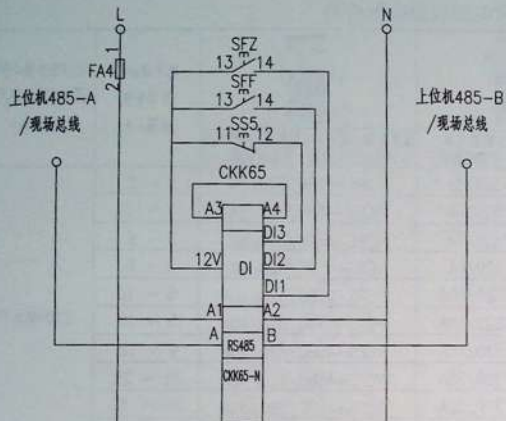 L
N
1
FA4
2
上位机485-A
/现场总线
上位机485-B
/现场总线
SFZ
13 14
SFF
13 14
SS5
11 12
CKK65
A3 A4
DI3
12V DI DI2
DI1
A1 A2
A RS485 B
CKK65-N